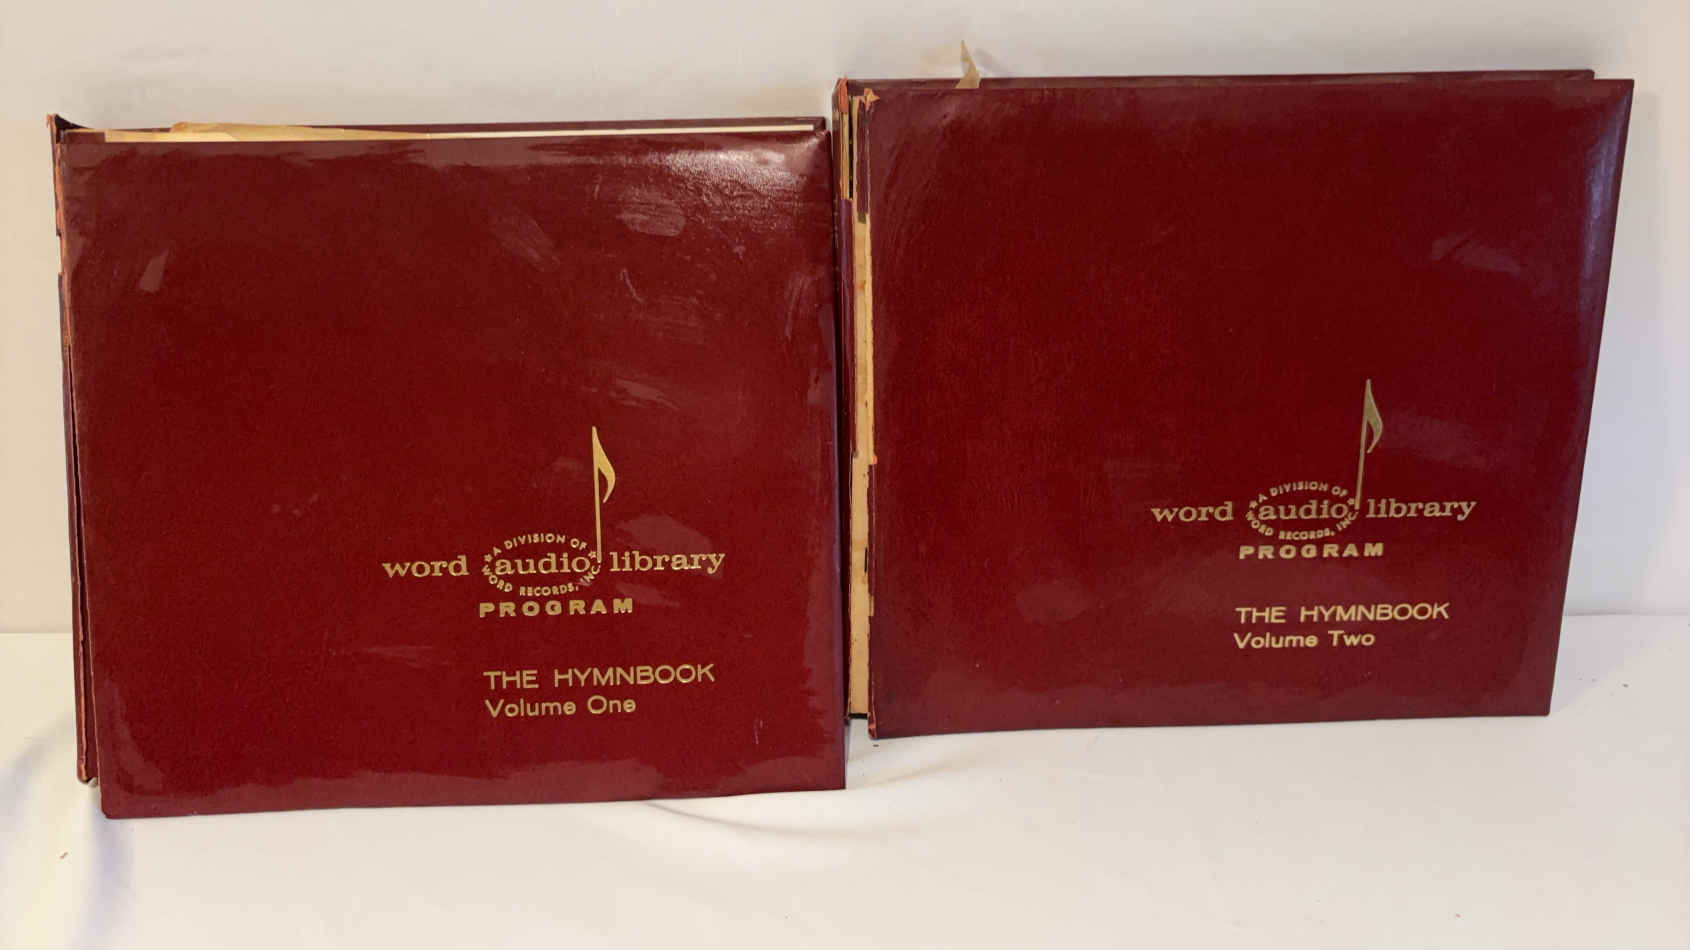 A DIVISION OF
word audio library
WORD RECORDS, INC.
PROGRAM
THE HYMNBOOK
Volume One
A DIVISION OF
word audio library
WORD RECORDS, INC.
PROGRAM
THE HYMNBOOK
Volume Two